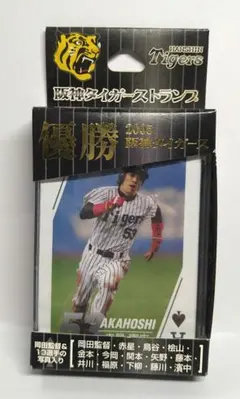 HANSHIN
Tigers
阪神タイガーストランプ
優勝
2005
阪神タイガース
Tigers
53
AKAHOSHI
岡田監督&
13選手の
写真入り
岡田監督・赤星・鳥谷・桧山・
金本・今岡・関本・矢野・藤本・
井川・福原・下柳・藤川・濱中